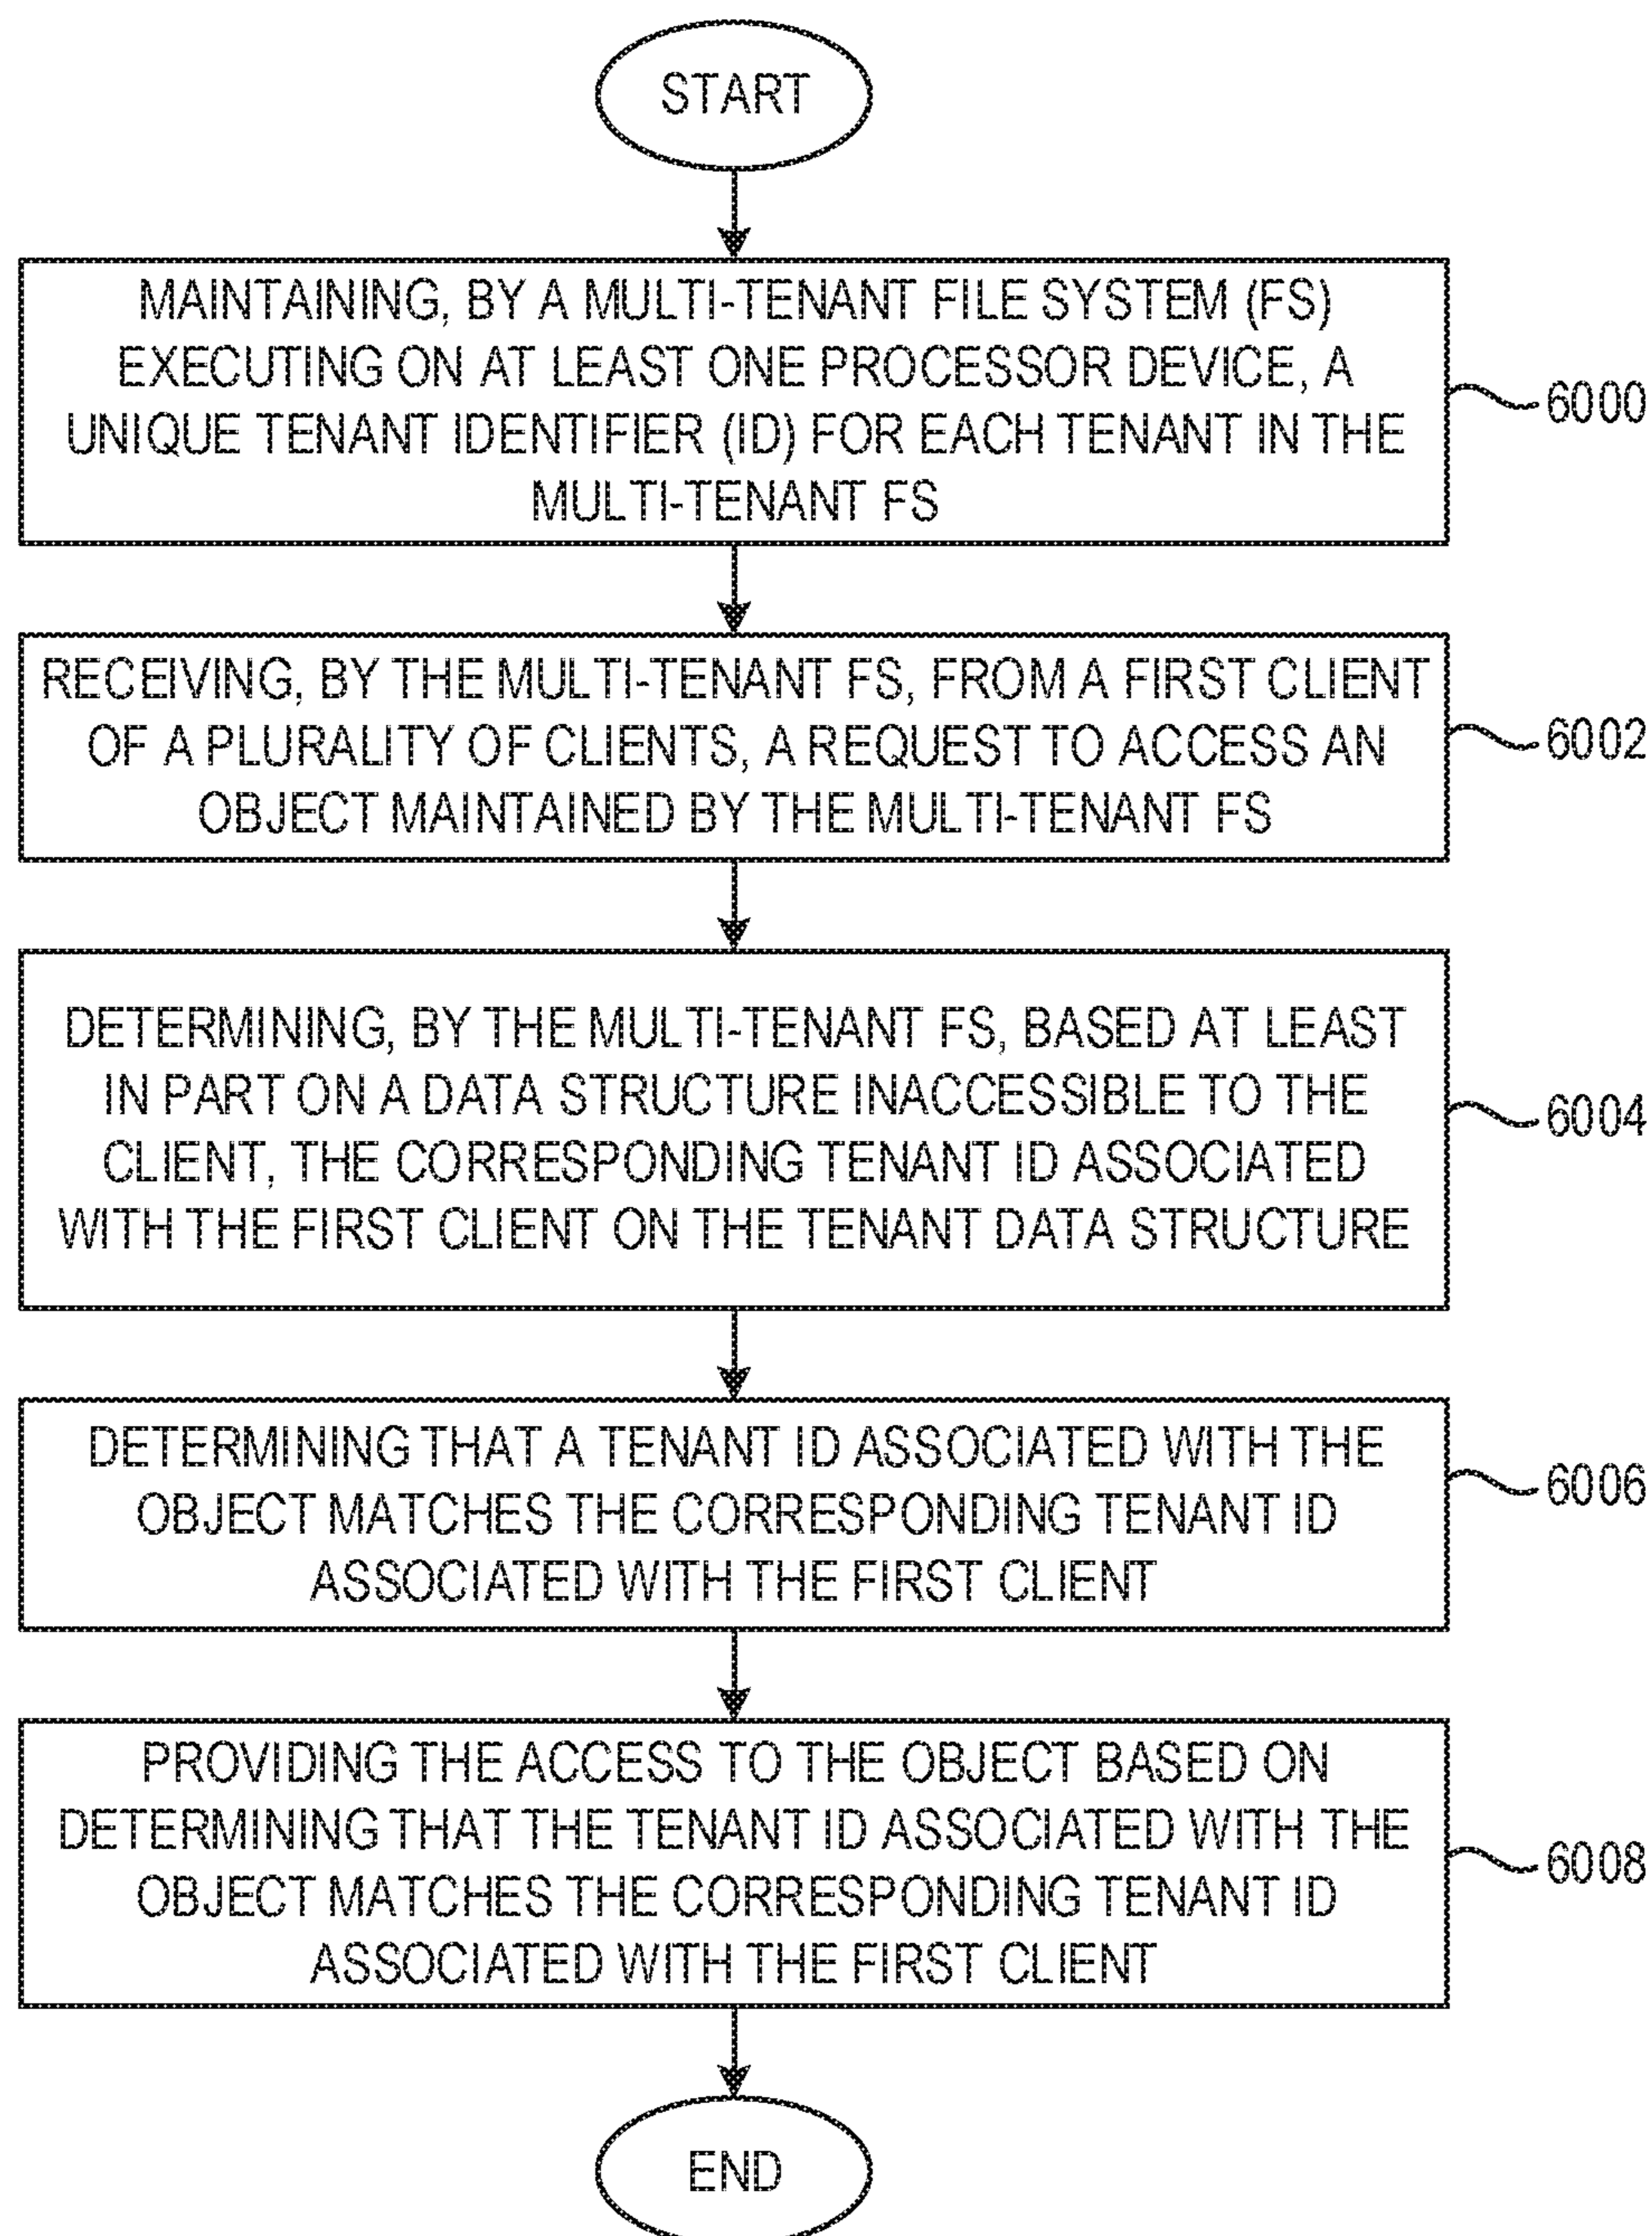 START
MAINTAINING, BY A MULTI-TENANT FILE SYSTEM (FS)
EXECUTING ON AT LEAST ONE PROCESSOR DEVICE, A
UNIQUE TENANT IDENTIFIER (ID) FOR EACH TENANT IN THE
MULTI-TENANT FS
6000
RECEIVING, BY THE MULTI-TENANT FS, FROM A FIRST CLIENT
OF A PLURALITY OF CLIENTS, A REQUEST TO ACCESS AN
OBJECT MAINTAINED BY THE MULTI-TENANT FS
6002
DETERMINING, BY THE MULTI-TENANT FS, BASED AT LEAST
IN PART ON A DATA STRUCTURE INACCESSIBLE TO THE
CLIENT, THE CORRESPONDING TENANT ID ASSOCIATED
WITH THE FIRST CLIENT ON THE TENANT DATA STRUCTURE
6004
DETERMINING THAT A TENANT ID ASSOCIATED WITH THE
OBJECT MATCHES THE CORRESPONDING TENANT ID
ASSOCIATED WITH THE FIRST CLIENT
6006
PROVIDING THE ACCESS TO THE OBJECT BASED ON
DETERMINING THAT THE TENANT ID ASSOCIATED WITH THE
OBJECT MATCHES THE CORRESPONDING TENANT ID
ASSOCIATED WITH THE FIRST CLIENT
6008
END